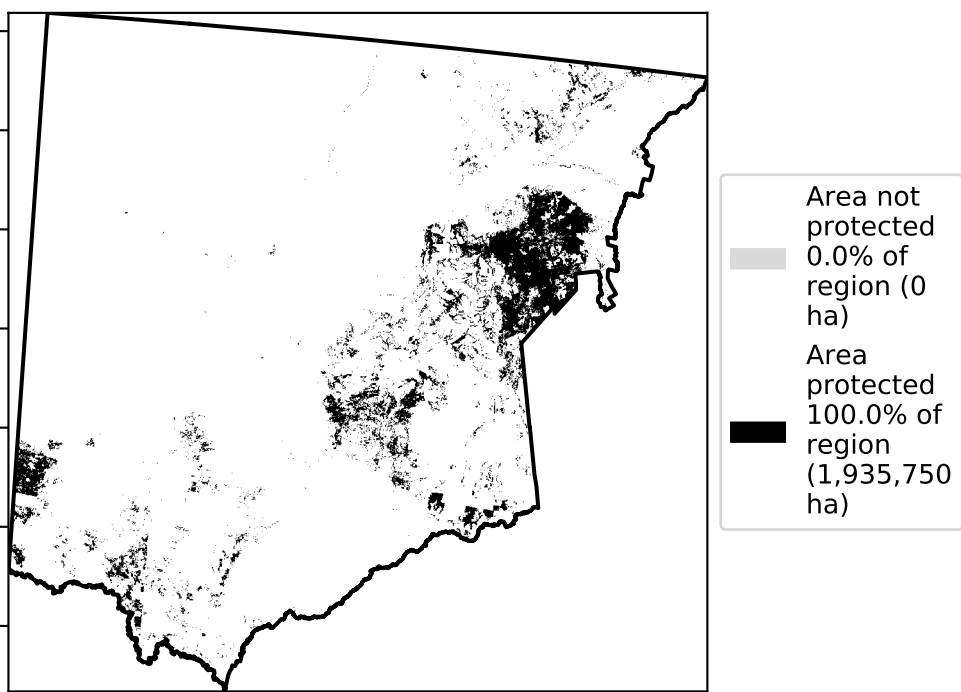 Area not
protected
0.0% of
region (0
ha)
Area
protected
100.0% of
region
(1,935,750
ha)